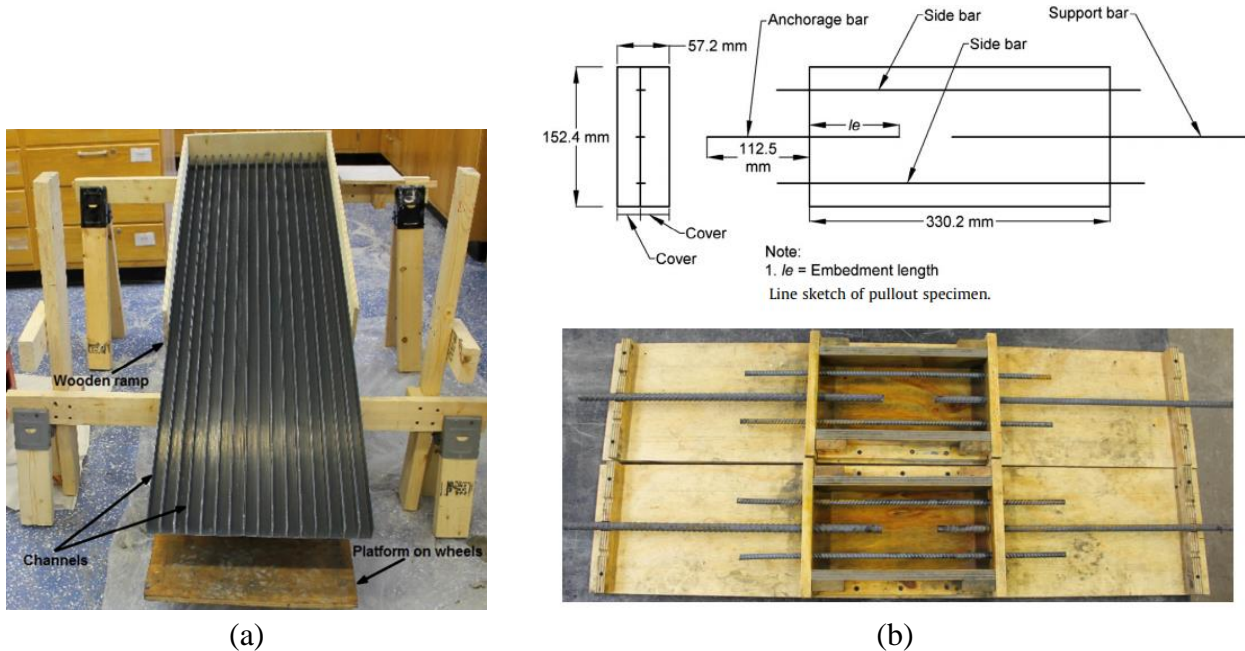 Wooden ramp
Channels
Platform on wheels
(a)
Anchorage bar
Side bar
Side bar
Support bar
57.2 mm
152.4 mm
le
112.5
mm
330.2 mm
Cover
Cover
Note:
1. le = Embedment length
Line sketch of pullout specimen.
(b)